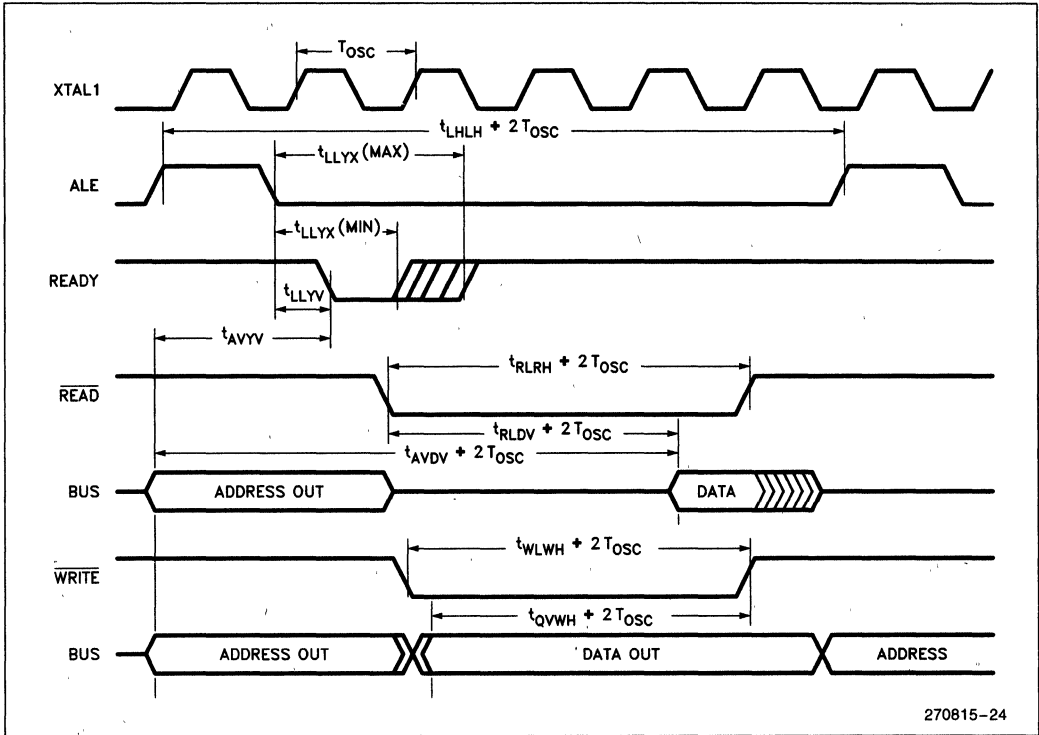 TOSC
XTAL1
tLHLH + 2 TOSC
tLLYX (MAX)
ALE
tLLYX (MIN)
READY
tLLYV
tAVYV
tRLRH + 2 TOSC
READ
tRLDV + 2 TOSC
tAVDV + 2 TOSC
BUS
ADDRESS OUT
DATA
tWLWH + 2 TOSC
WRITE
tQVWH + 2 TOSC
BUS
ADDRESS OUT
DATA OUT
ADDRESS
270815-24